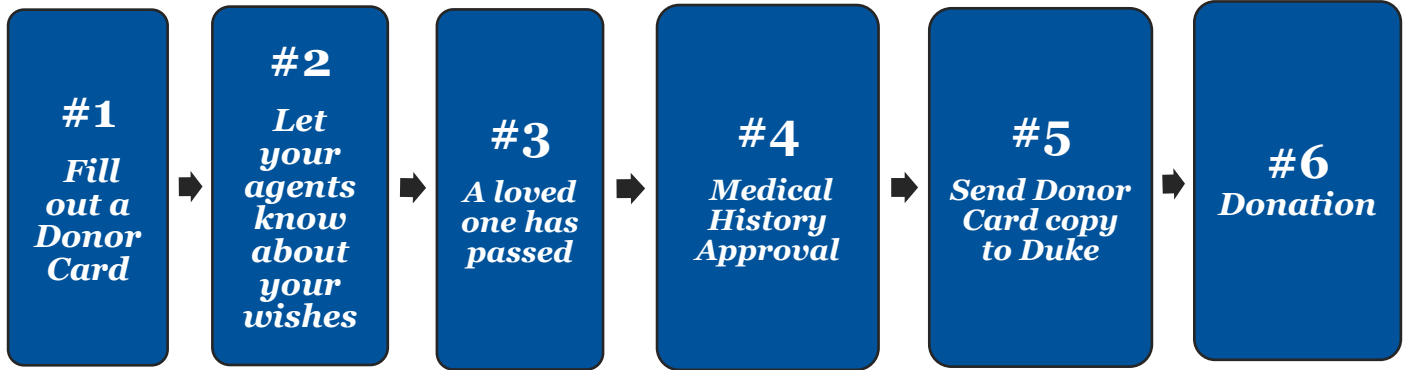 #1
Fill
out a
Donor
Card
#2
Let
your
agents
know
about
your
wishes
#3
A loved
one has
passed
#4
Medical
History
Approval
#5
Send Donor
Card copy
to Duke
#6
Donation